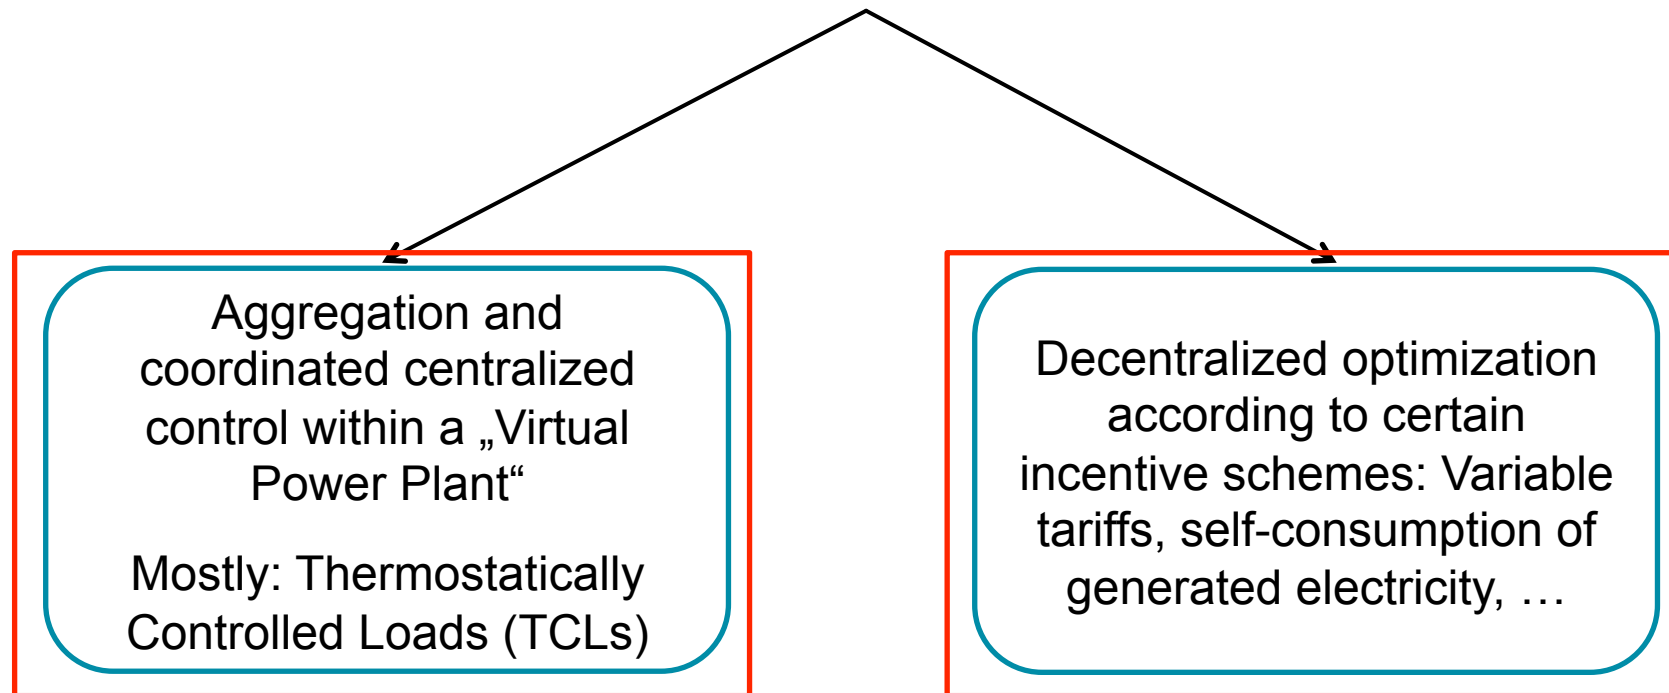 Aggregation and
coordinated centralized
control within a „Virtual
Power Plant“
Mostly: Thermostatically
Controlled Loads (TCLs)
Decentralized optimization
according to certain
incentive schemes: Variable
tariffs, self-consumption of
generated electricity, …